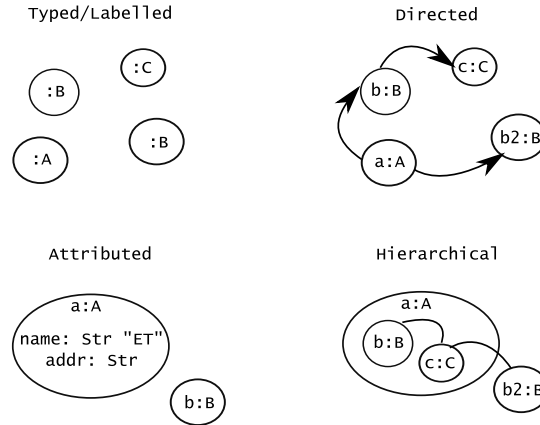 Typed/Labelled
:C
:B
:B
:A
Directed
c:C
b:B
b2:B
a:A
Attributed
a:A
name: Str "ET"
addr: Str
b:B
Hierarchical
a:A
b:B
c:C
b2:B